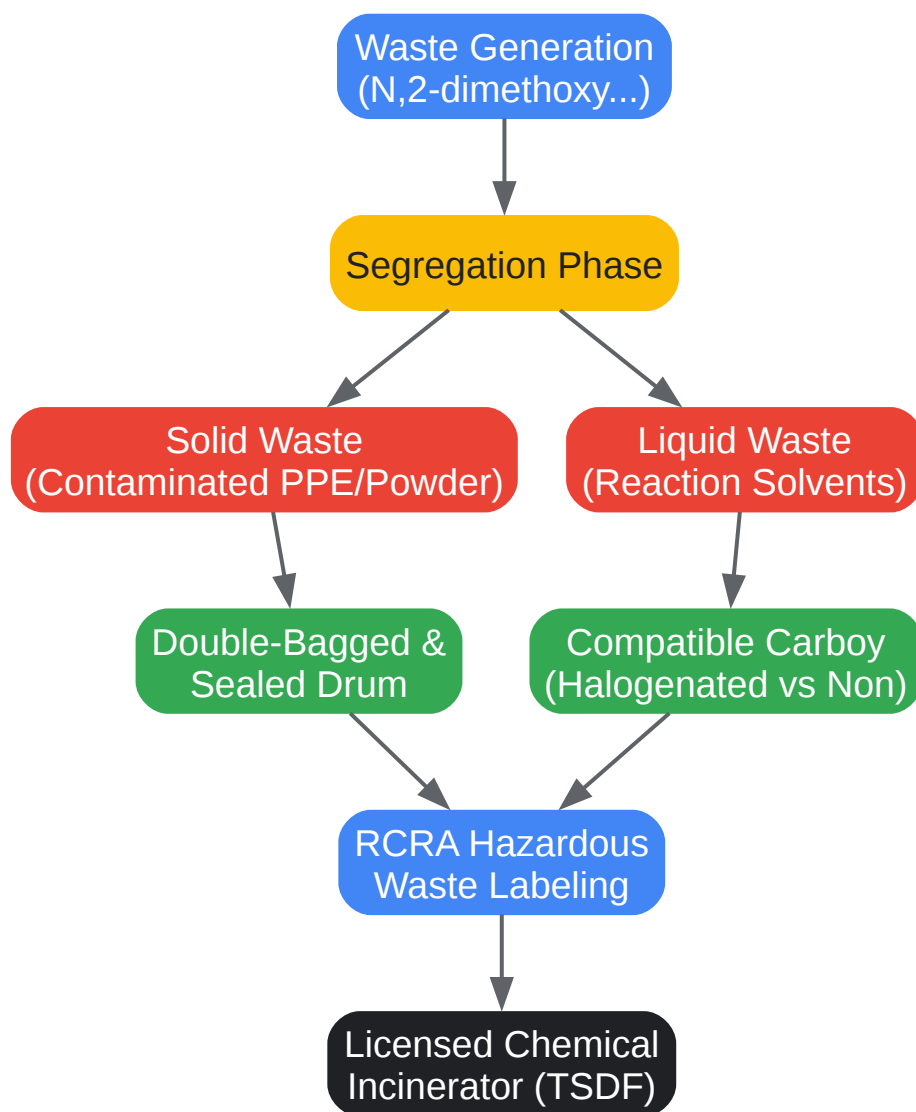 Waste Generation
(N,2-dimethoxy...)
Segregation Phase
Solid Waste
(Contaminated PPE/Powder)
Liquid Waste
(Reaction Solvents)
Double-Bagged &
Sealed Drum
Compatible Carboy
(Halogenated vs Non)
RCRA Hazardous
Waste Labeling
Licensed Chemical
Incinerator (TSDF)